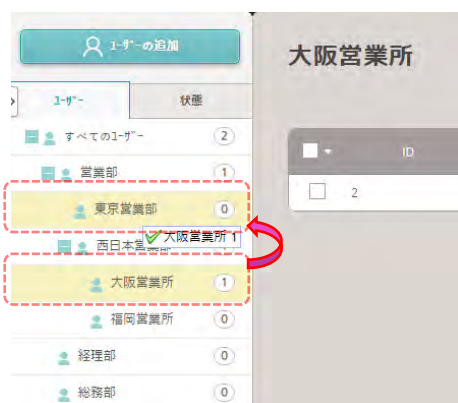 ユーザーの追加
ユーザー
状態
すべてのユーザー 2
営業部 1
東京営業部 0
大阪営業所 1
西日本営業部
大阪営業所 1
福岡営業所 0
経理部 0
総務部 0
大阪営業所
ID
2